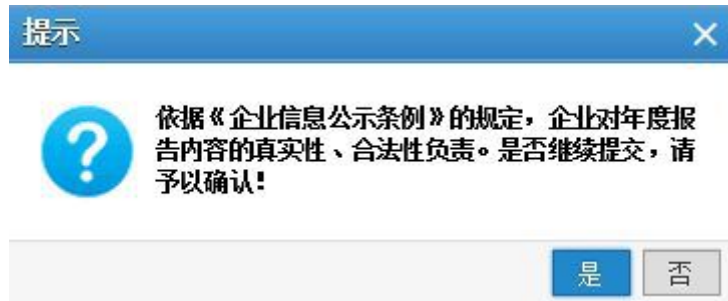 提示
依据《企业信息公示条例》的规定，企业对年度报
告内容的真实性、合法性负责。是否继续提交，请
予以确认！
是
否